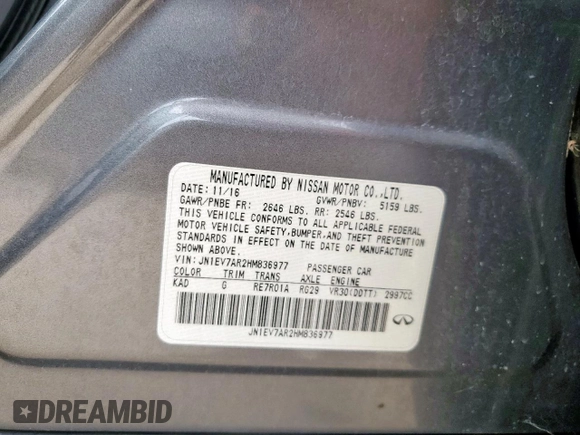 MANUFACTURED BY NISSAN MOTOR CO.,LTD.
DATE: 11/16 GVWR/PNBV: 5159 LBS.
GAWR/PNBE FR: 2646 LBS. RR: 2546 LBS.
THIS VEHICLE CONFORMS TO ALL APPLICABLE FEDERAL
MOTOR VEHICLE SAFETY,BUMPER,AND THEFT PREVENTION
STANDARDS IN EFFECT ON THE DATE OF MANUFACTURE
SHOWN ABOVE.
VIN: JN1EV7AR2HM836977 PASSENGER CAR
COLOR TRIM TRANS AXLE ENGINE
KAD G RE7R01A RG29 VR30(DDTT) 2997CC
JN1EV7AR2HM836977
INFINITI
DREAMBID